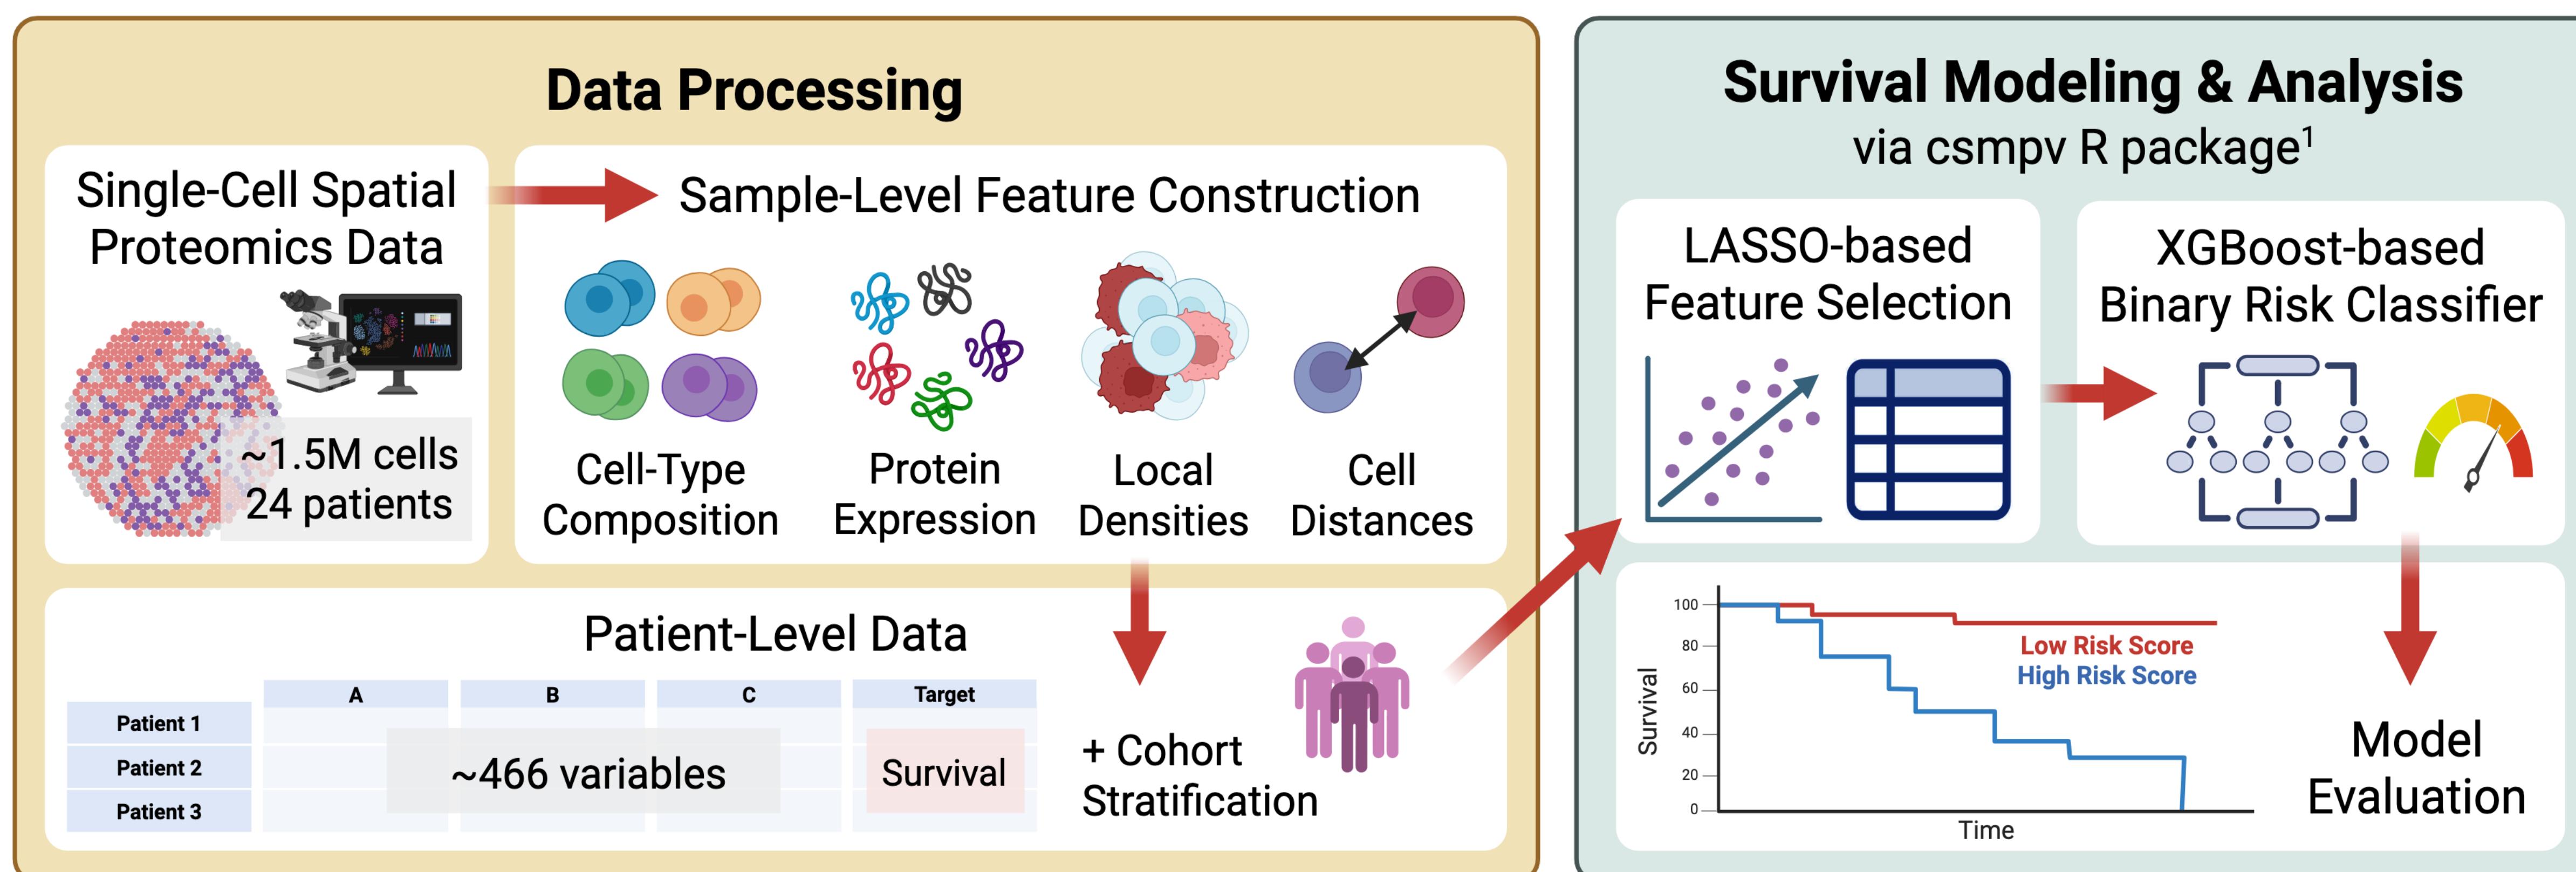 Data Processing
Single-Cell Spatial
Proteomics Data
~1.5M cells
24 patients
Sample-Level Feature Construction
Cell-Type
Composition
Protein
Expression
Local
Densities
Cell
Distances
Patient-Level Data
A B C Target
Patient 1
Patient 2
Patient 3
~466 variables
Survival
+ Cohort
Stratification
Survival Modeling & Analysis
via csmpv R package¹
LASSO-based
Feature Selection
XGBoost-based
Binary Risk Classifier
Survival
100
80
60
40
20
0
Low Risk Score
High Risk Score
Time
Model
Evaluation